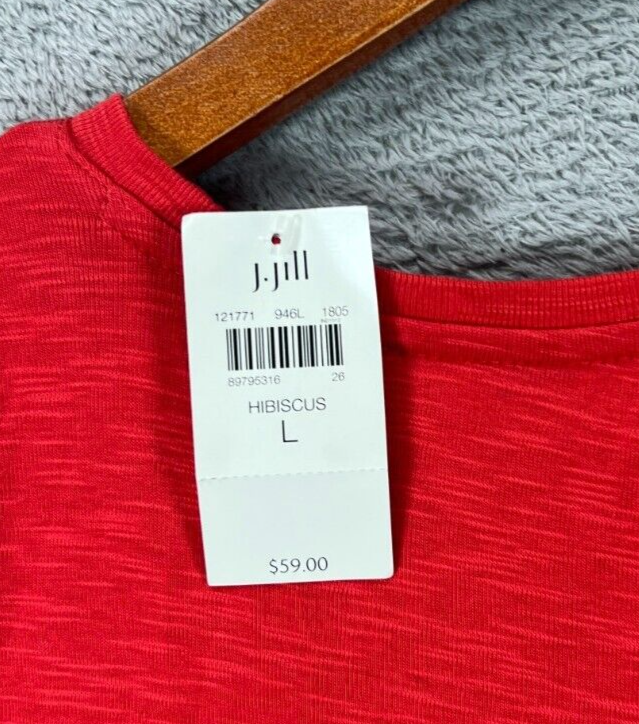 J.Jill
121771 946L 1805
89795316 26
HIBISCUS
L
$59.00